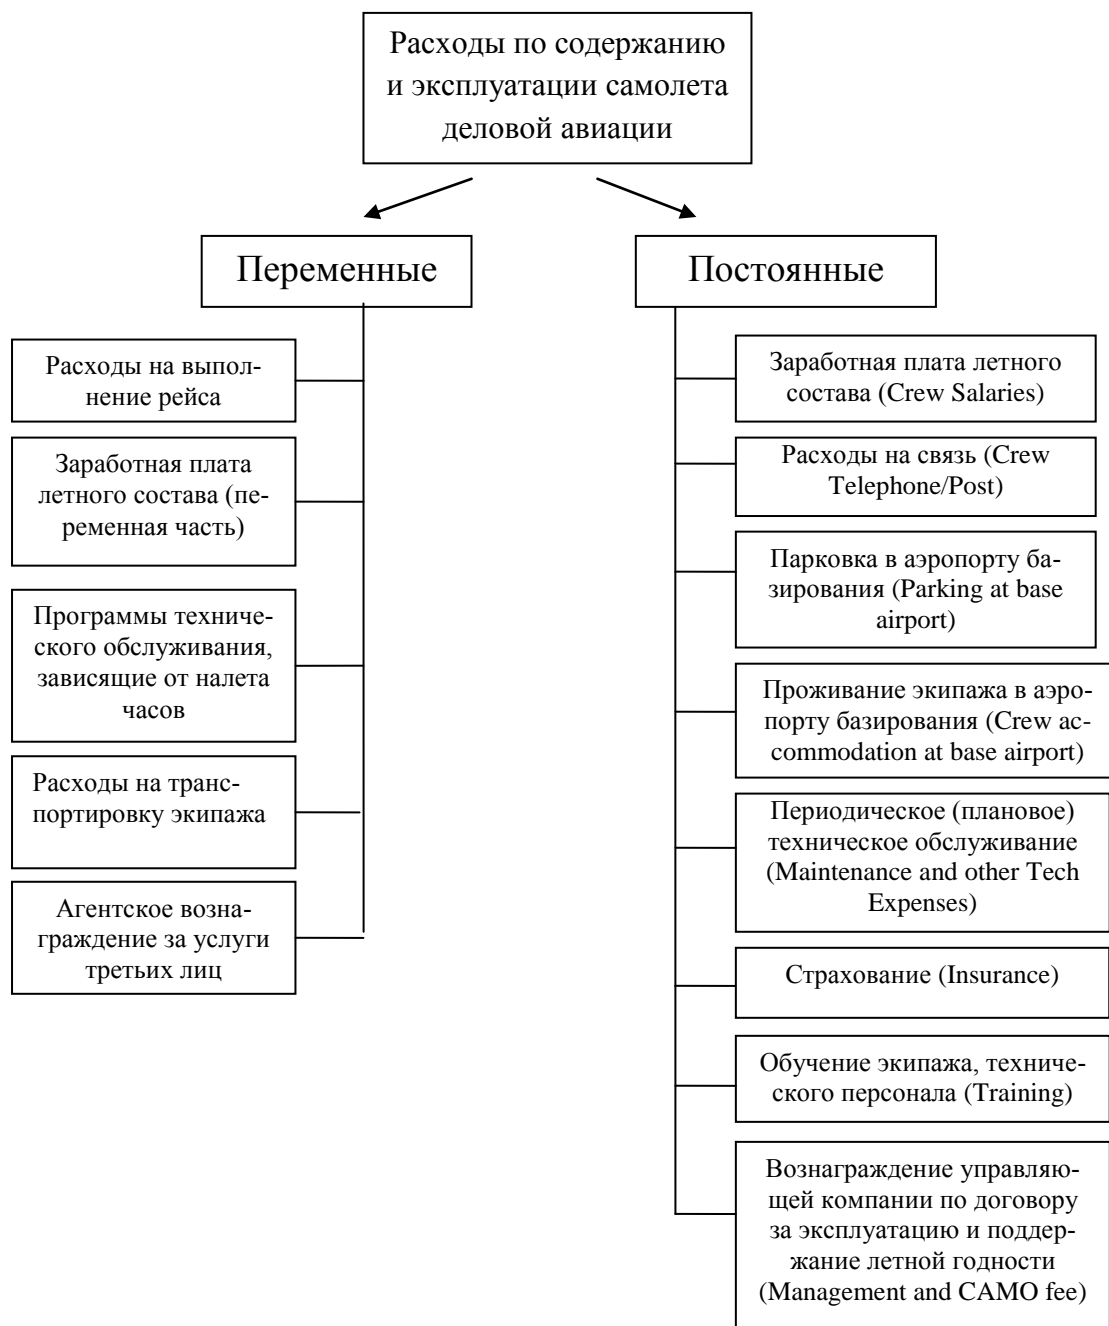 Расходы по содержанию
и эксплуатации самолета
деловой авиации
Переменные
Постоянные
Расходы на выпол-
нение рейса
Заработная плата
летного состава (пе-
ременная часть)
Программы техниче-
ского обслуживания,
зависящие от налета
часов
Расходы на транс-
портировку экипажа
Агентское возна-
граждение за услуги
третьих лиц
Заработная плата летного
состава (Crew Salaries)
Расходы на связь (Crew
Telephone/Post)
Парковка в аэропорту ба-
зирования (Parking at base
airport)
Проживание экипажа в аэро-
порту базирования (Crew ac-
commodation at base airport)
Периодическое (плановое)
техническое обслуживание
(Maintenance and other Tech
Expenses)
Страхование (Insurance)
Обучение экипажа, техниче-
ского персонала (Training)
Вознаграждение управляю-
щей компании по договору
за эксплуатацию и поддер-
жание летной годности
(Management and CAMO fee)